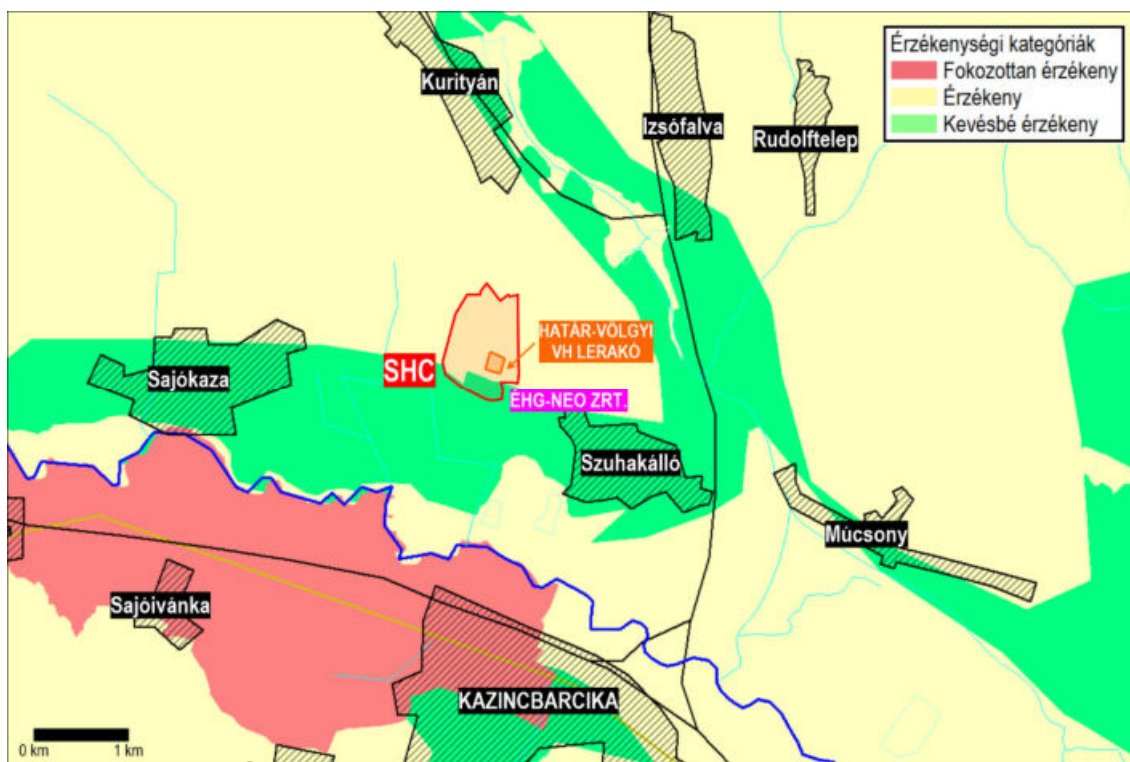 Érzékenységi kategóriák
Fokozottan érzékeny
Érzékeny
Kevésbé érzékeny
Kurityán
Izsófalva
Rudolftelep
HATÁR-VÖLGYI
VH LERAKÓ
SHC
Sajókaza
ÉHG-NEO ZRT.
Szuhakálló
Múcsony
Sajóivánka
KAZINCBARCIKA
0 km 1 km